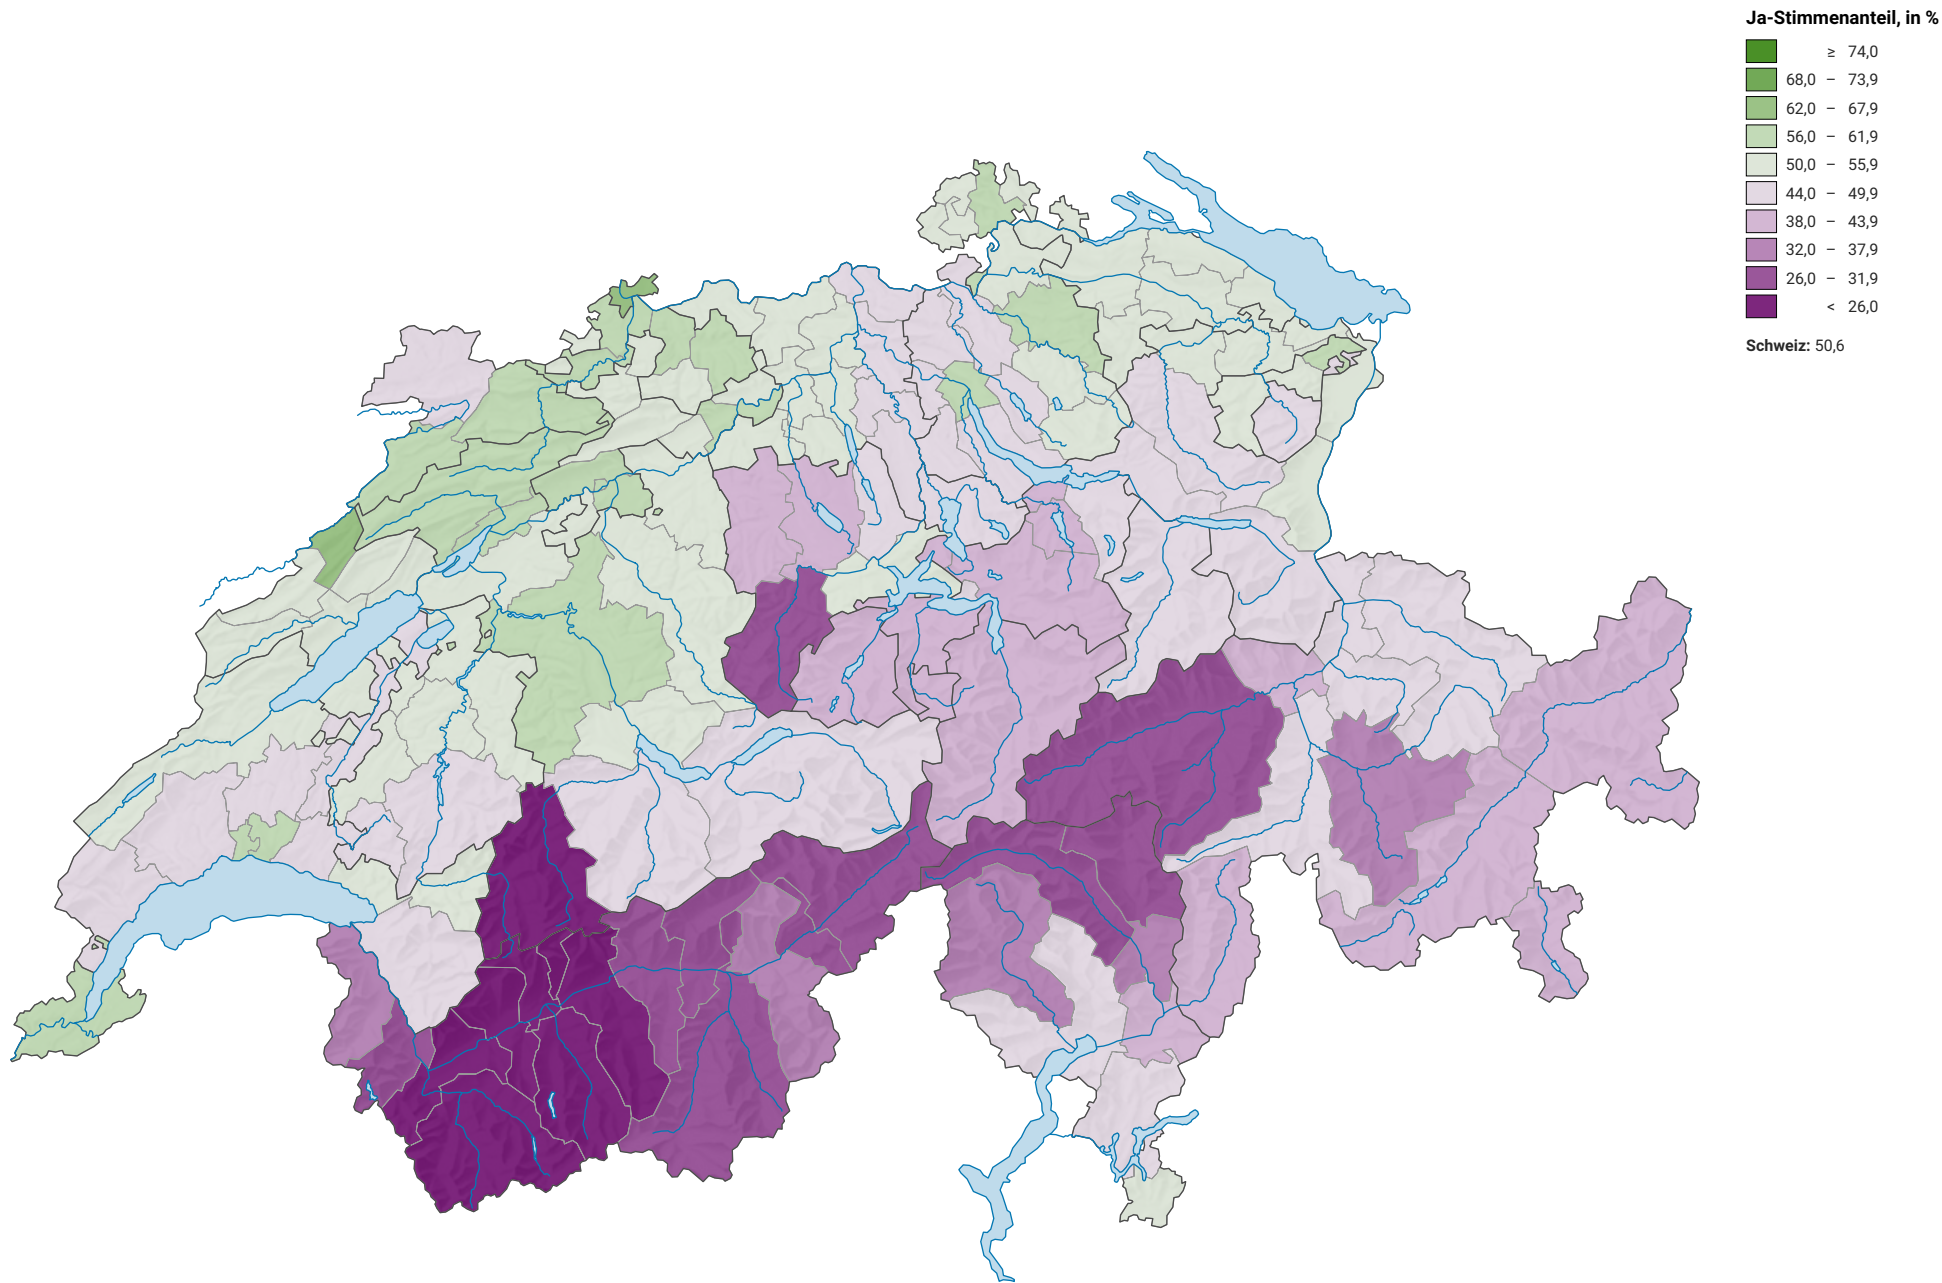 Ja-Stimmenanteil, in %
≥ 74,0
68,0 – 73,9
62,0 – 67,9
56,0 – 61,9
50,0 – 55,9
44,0 – 49,9
38,0 – 43,9
32,0 – 37,9
26,0 – 31,9
< 26,0
Schweiz: 50,6